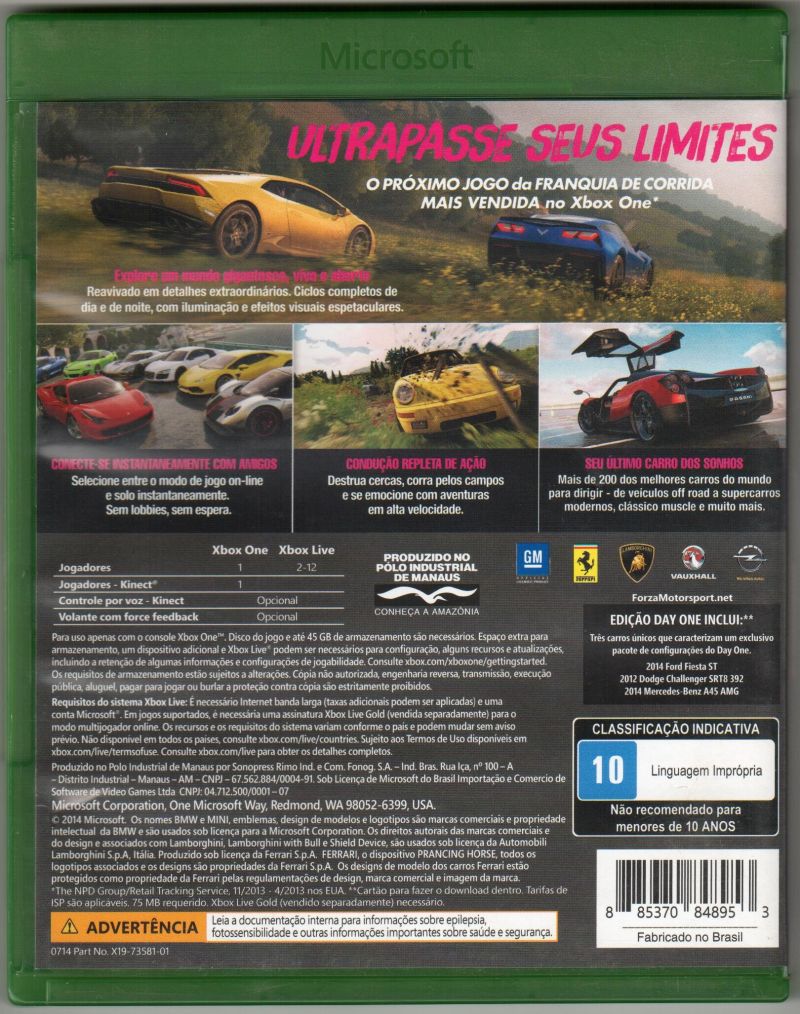 Microsoft
ULTRAPASSE SEUS LIMITES
O PRÓXIMO JOGO da FRANQUIA DE CORRIDA
MAIS VENDIDA no Xbox One*
Explore um mundo gigantesco, vivo e aberto
Reavivado em detalhes extraordinários. Ciclos completos de
dia e de noite, com iluminação e efeitos visuais espetaculares.
CONECTE-SE INSTANTANEAMENTE COM AMIGOS
Selecione entre o modo de jogo on-line
e solo instantaneamente.
Sem lobbies, sem espera.
CONDUÇÃO REPLETA DE AÇÃO
Destrua cercas, corra pelos campos
e se emocione com aventuras
em alta velocidade.
SEU ÚLTIMO CARRO DOS SONHOS
Mais de 200 dos melhores carros do mundo
para dirigir - de veículos off road a supercarros
modernos, clássico muscle e muito mais.
Xbox One Xbox Live
Jogadores 1 2-12
Jogadores - Kinect® 1
Controle por voz - Kinect Opcional
Volante com force feedback Opcional
PRODUZIDO NO
PÓLO INDUSTRIAL
DE MANAUS
CONHEÇA A AMAZÔNIA
GM
OFFICIAL
Ferrari
LAMBORGHINI
VAUXHALL
ForzaMotorsport.net
EDIÇÃO DAY ONE INCLUI:**
Três carros únicos que caracterizam um exclusivo
pacote de configurações do Day One.
2014 Ford Fiesta ST
2012 Dodge Challenger SRT8 392
2014 Mercedes-Benz A45 AMG
Para uso apenas com o console Xbox One™. Disco do jogo e até 45 GB de armazenamento são necessários. Espaço extra para
armazenamento, um dispositivo adicional e Xbox Live® podem ser necessários para configuração, alguns recursos e atualizações,
incluindo a retenção de algumas informações e configurações de jogabilidade. Consulte xbox.com/xboxone/gettingstarted.
Os requisitos de armazenamento estão sujeitos a alterações. Cópia não autorizada, engenharia reversa, transmissão, execução
pública, aluguel, pagar para jogar ou burlar a proteção contra cópia são estritamente proibidos.
Requisitos do sistema Xbox Live: É necessário Internet banda larga (taxas adicionais podem ser aplicadas) e uma
conta Microsoft®. Em jogos suportados, é necessária uma assinatura Xbox Live Gold (vendida separadamente) para o
modo multijogador online. Os recursos e os requisitos do sistema variam conforme o país e podem mudar sem aviso
prévio. Não disponível em todos os países, consulte xbox.com/live/countries. Sujeito aos Termos de Uso disponíveis em
xbox.com/live/termsofuse. Consulte xbox.com/live para obter os detalhes completos.
Produzido no Polo Industrial de Manaus por Sonopress Rimo Ind. e Com. Fonog. S.A. – Ind. Bras. Rua Iça, nº 100 – A
– Distrito Industrial – Manaus – AM – CNPJ – 67.562.884/0004-91. Sob Licença de Microsoft do Brasil Importação e Comercio de
Software de Video Games Ltda CNPJ: 04.712.500/0001 – 07
Microsoft Corporation, One Microsoft Way, Redmond, WA 98052-6399, USA.
© 2014 Microsoft. Os nomes BMW e MINI, emblemas, design de modelos e logotipos são marcas comerciais e propriedade
intelectual da BMW e são usados sob licença para a Microsoft Corporation. Os direitos autorais das marcas comerciais e
do design e associados com Lamborghini, Lamborghini with Bull e Shield Device, são usados sob licença da Automobili
Lamborghini S.p.A, Itália. Produzido sob licença da Ferrari S.p.A. FERRARI, o dispositivo PRANCING HORSE, todos os
logotipos associados e os designs são propriedades da Ferrari S.p.A. Os designs de modelo dos carros Ferrari estão
protegidos como propriedade da Ferrari pelas regulamentações de design, marca comercial e imagem da marca.
*The NPD Group/Retail Tracking Service, 11/2013 - 4/2013 nos EUA. **Cartão para fazer o download dentro. Tarifas de
ISP são aplicáveis. 75 MB requerido. Xbox Live Gold (vendido separadamente) necessário.
CLASSIFICAÇÃO INDICATIVA
10
Linguagem Imprópria
Não recomendado para
menores de 10 ANOS
ADVERTÊNCIA
Leia a documentação interna para informações sobre epilepsia,
fotossensibilidade e outras informações importantes sobre saúde e segurança.
0714 Part No. X19-73581-01
8 85370 84895 3
Fabricado no Brasil